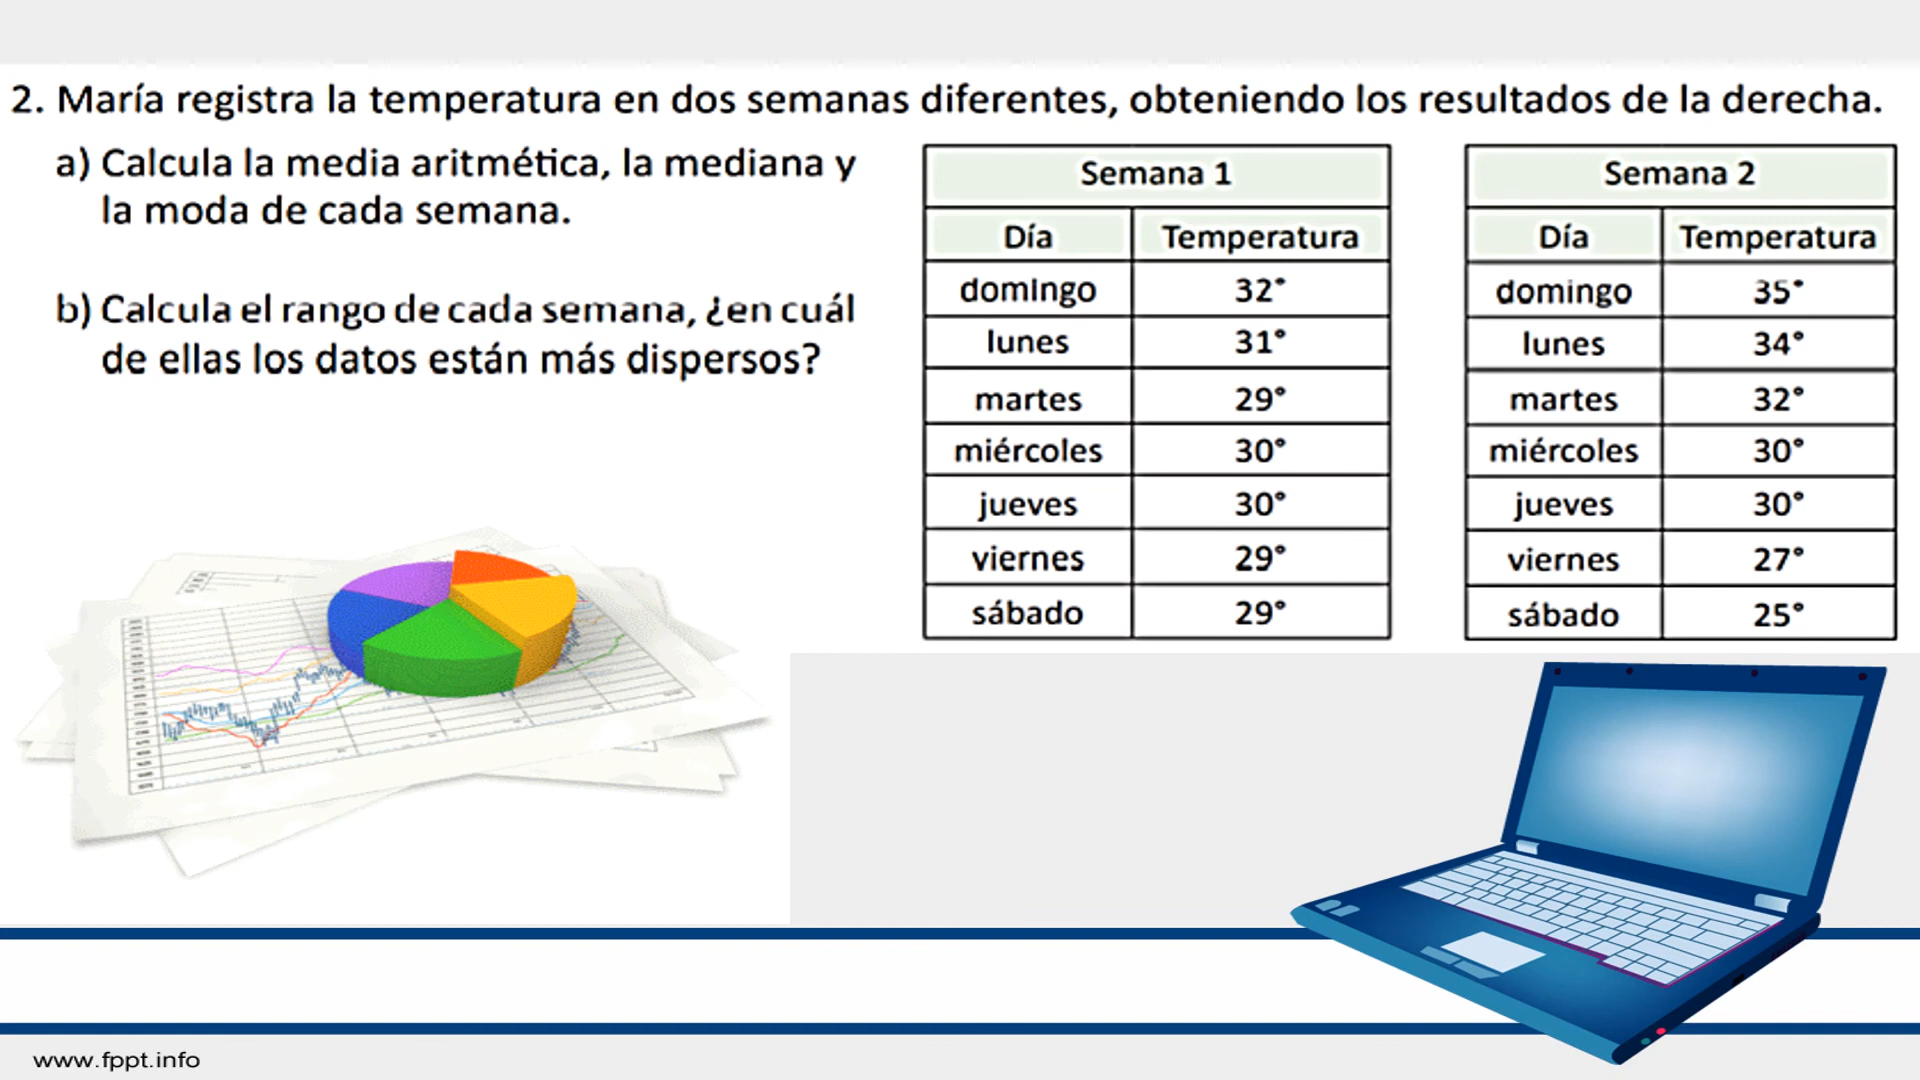 2. María registra la temperatura en dos semanas diferentes, obteniendo los resultados de la derecha.
a) Calcula la media aritmética, la mediana y
la moda de cada semana.
b) Calcula el rango de cada semana, ¿en cuál
de ellas los datos están más dispersos?
Semana 1
Día Temperatura
domingo 32°
lunes 31°
martes 29°
miércoles 30°
jueves 30°
viernes 29°
sábado 29°
Semana 2
Día Temperatura
domingo 35°
lunes 34°
martes 32°
miércoles 30°
jueves 30°
viernes 27°
sábado 25°
www.fppt.info